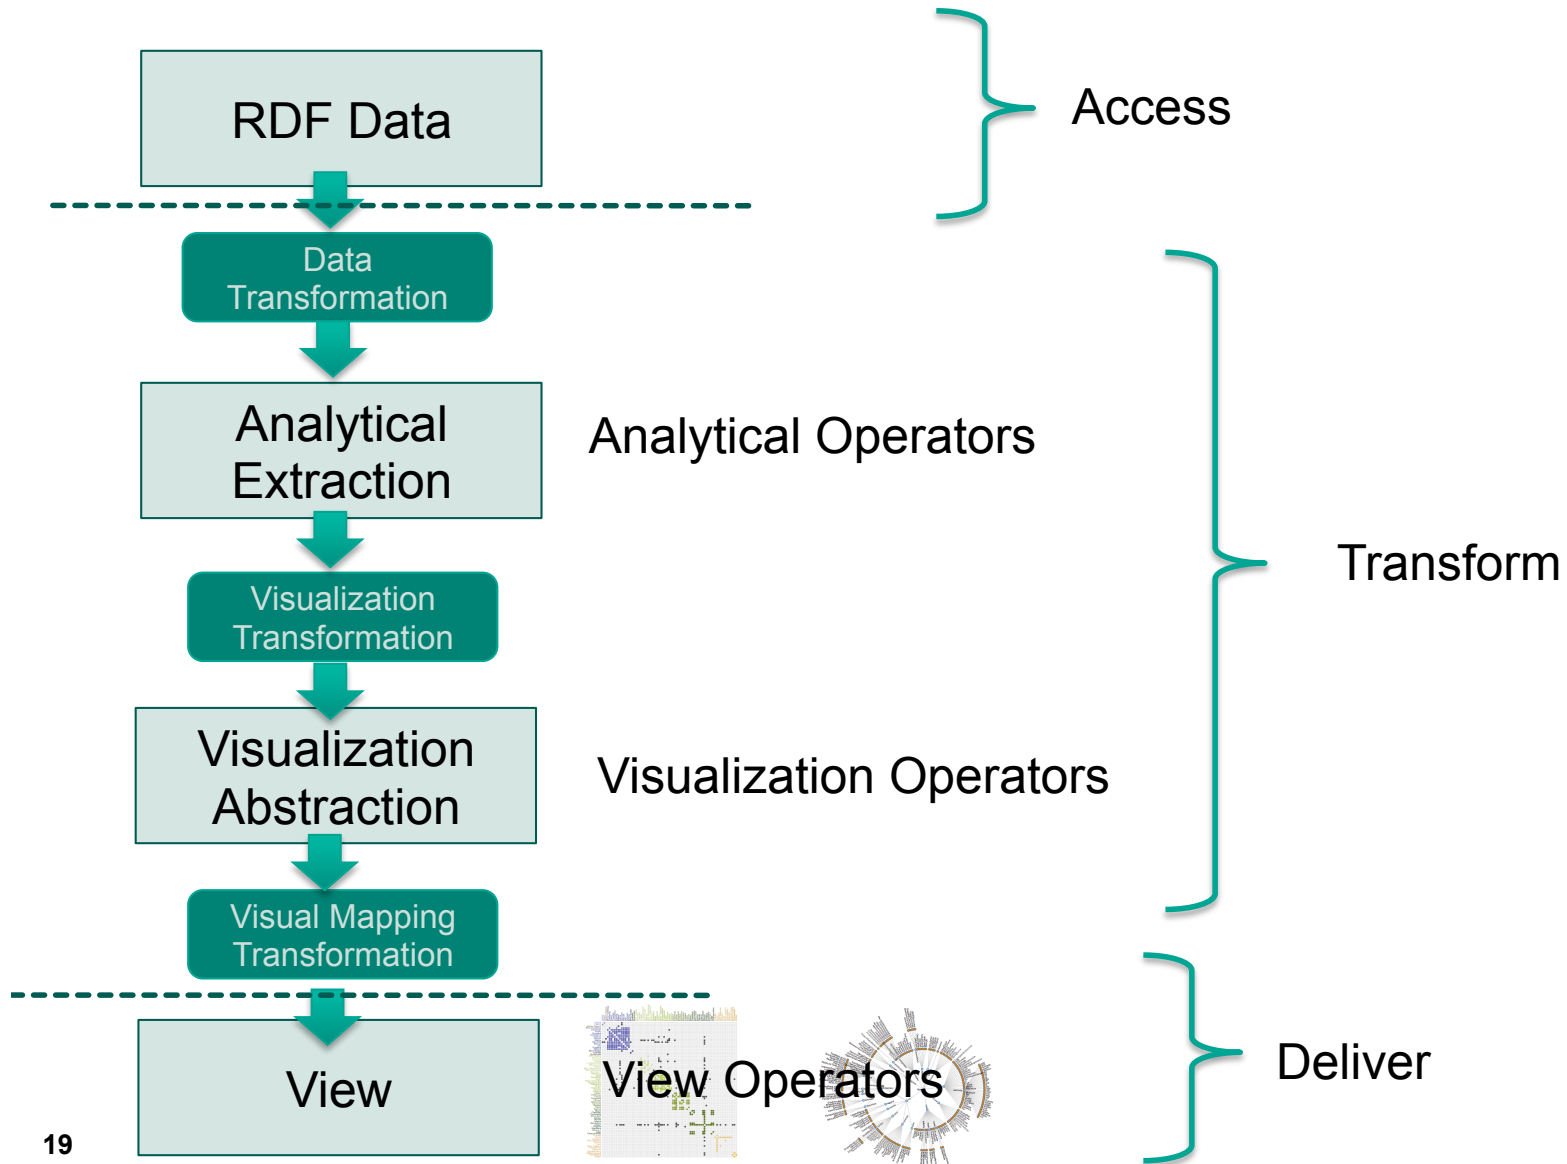 RDF Data
Access
Data
Transformation
Analytical
Extraction
Analytical Operators
Transform
Visualization
Transformation
Visualization
Abstraction
Visualization Operators
Visual Mapping
Transformation
View
View Operators
Deliver
19